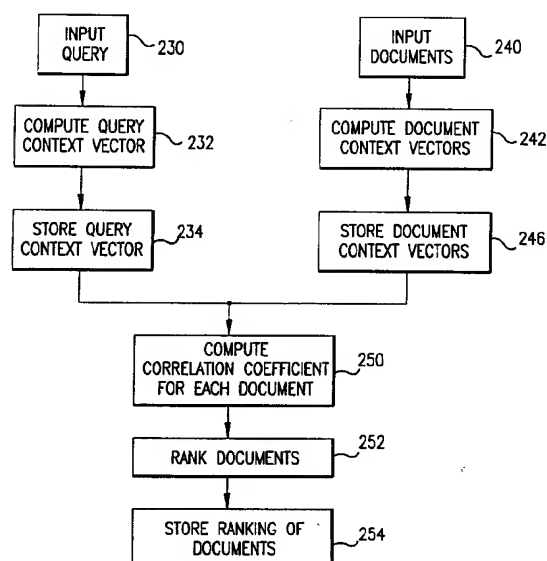 INPUT
QUERY
230
COMPUTE QUERY
CONTEXT VECTOR
232
STORE QUERY
CONTEXT VECTOR
234
INPUT
DOCUMENTS
240
COMPUTE DOCUMENT
CONTEXT VECTORS
242
STORE DOCUMENT
CONTEXT VECTORS
246
COMPUTE
CORRELATION COEFFICIENT
FOR EACH DOCUMENT
250
RANK DOCUMENTS
252
STORE RANKING OF
DOCUMENTS
254